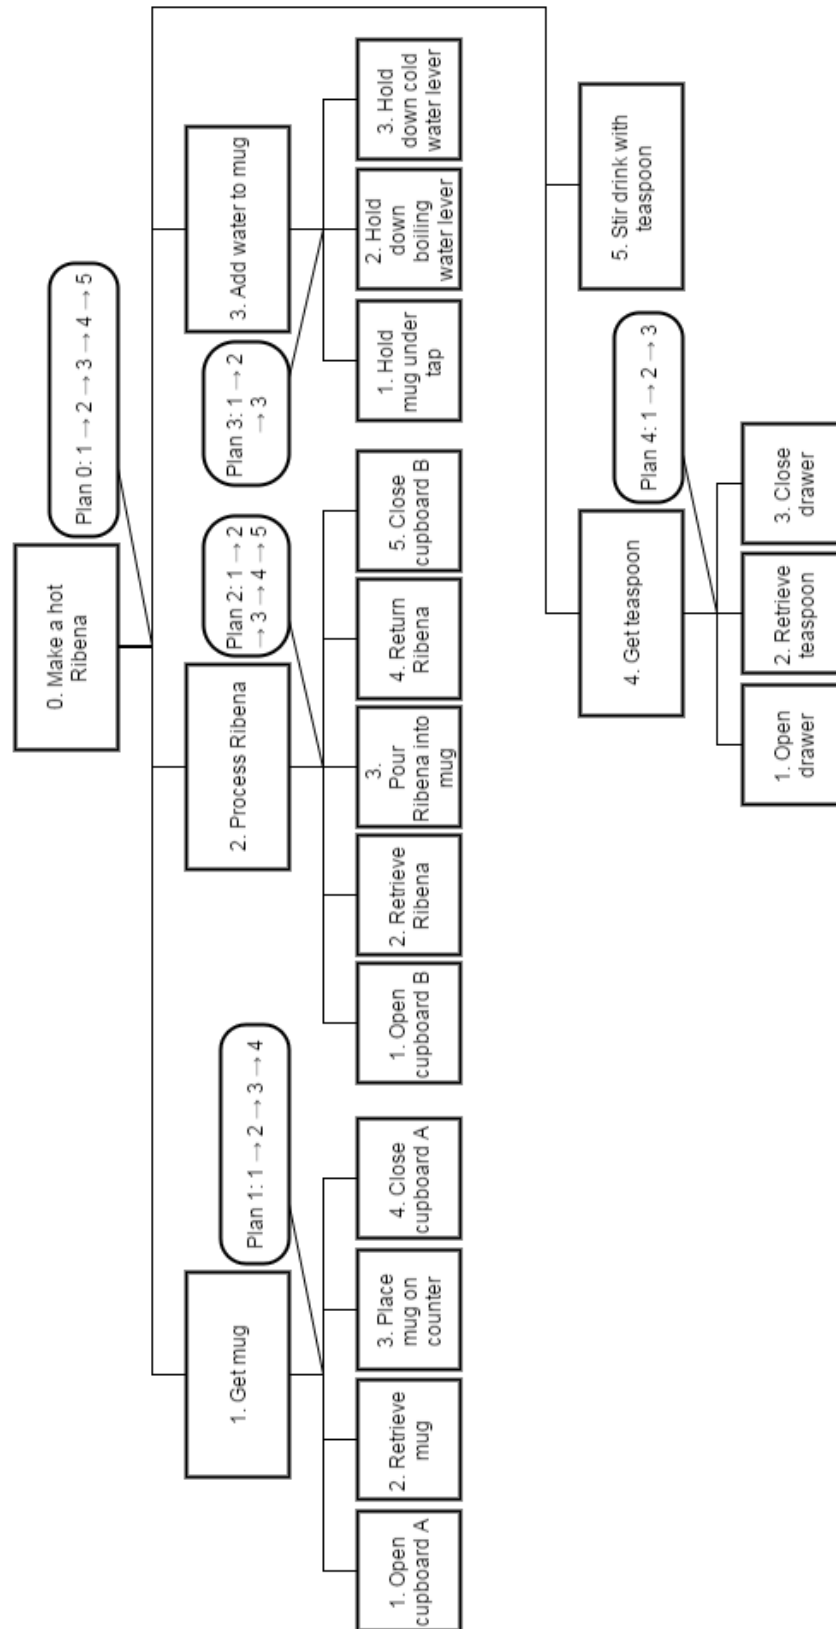 0. Make a hot
Ribena
Plan 0: 1 → 2 → 3 → 4 → 5
1. Get mug
Plan 1: 1 → 2 → 3 → 4
2. Process Ribena
Plan 2: 1 → 2
→ 3 → 4 → 5
3. Add water to mug
Plan 3: 1 → 2
→ 3
1. Open
cupboard A
2. Retrieve
mug
3. Place
mug on
counter
4. Close
cupboard A
1. Open
cupboard B
2. Retrieve
Ribena
3.
Pour
Ribena into
mug
4. Return
Ribena
5. Close
cupboard B
1. Hold
mug under
tap
2. Hold
down
boiling
water lever
3. Hold
down cold
water lever
4. Get teaspoon
Plan 4: 1 → 2 → 3
5. Stir drink with
teaspoon
1. Open
drawer
2. Retrieve
teaspoon
3. Close
drawer